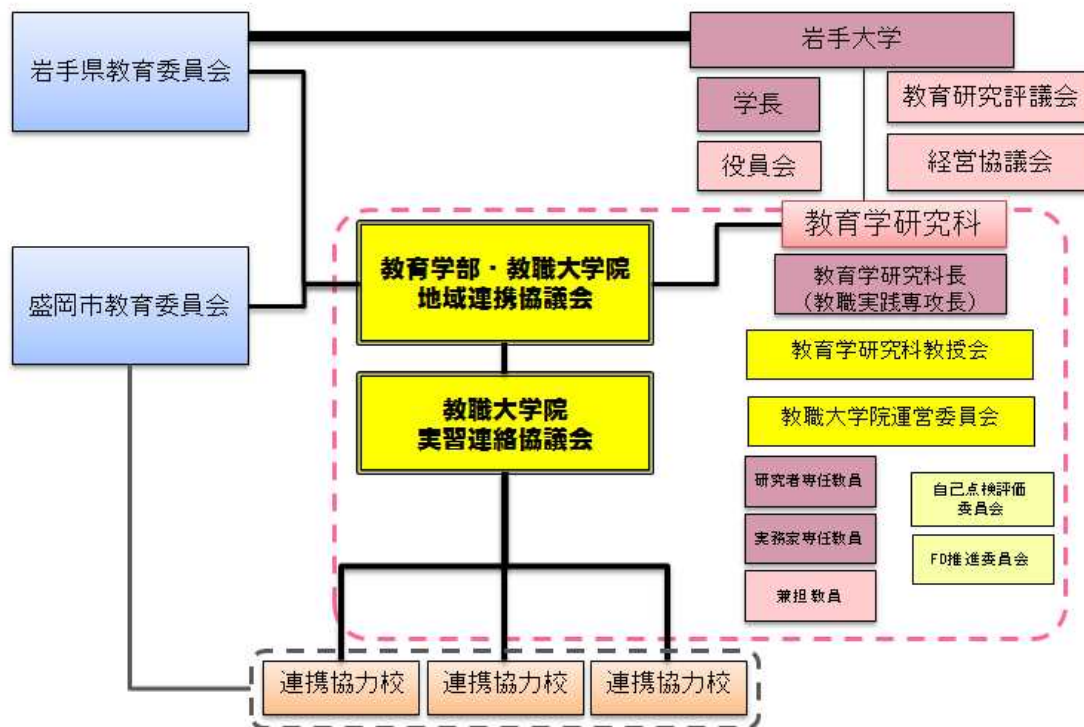 岩手県教育委員会
岩手大学
学長
教育研究評議会
役員会
経営協議会
教育学研究科
盛岡市教育委員会
教育学部・教職大学院
地域連携協議会
教育学研究科長
（教職実践専攻長）
教育学研究科教授会
教職大学院
実習連絡協議会
教職大学院運営委員会
研究者専任教員
自己点検評価
委員会
実務家専任教員
FD推進委員会
兼担教員
連携協力校
連携協力校
連携協力校